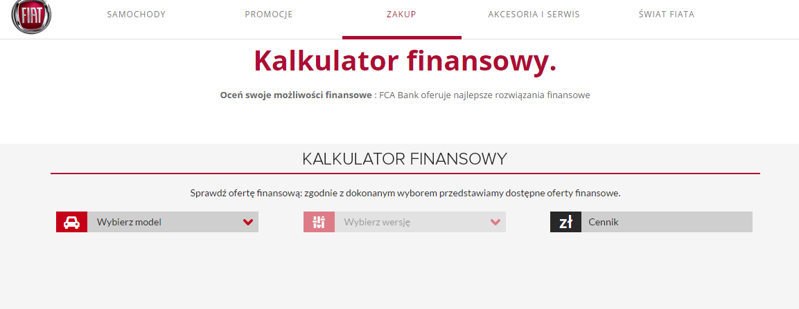 FIAT
SAMOCHODY PROMOCJE ZAKUP AKCESORIA I SERWIS ŚWIAT FIATA
Kalkulator finansowy.
Oceń swoje możliwości finansowe : FCA Bank oferuje najlepsze rozwiązania finansowe
KALKULATOR FINANSOWY
Sprawdź ofertę finansową: zgodnie z dokonanym wyborem przedstawiamy dostępne oferty finansowe.
Wybierz model Wybierz wersję zł Cennik